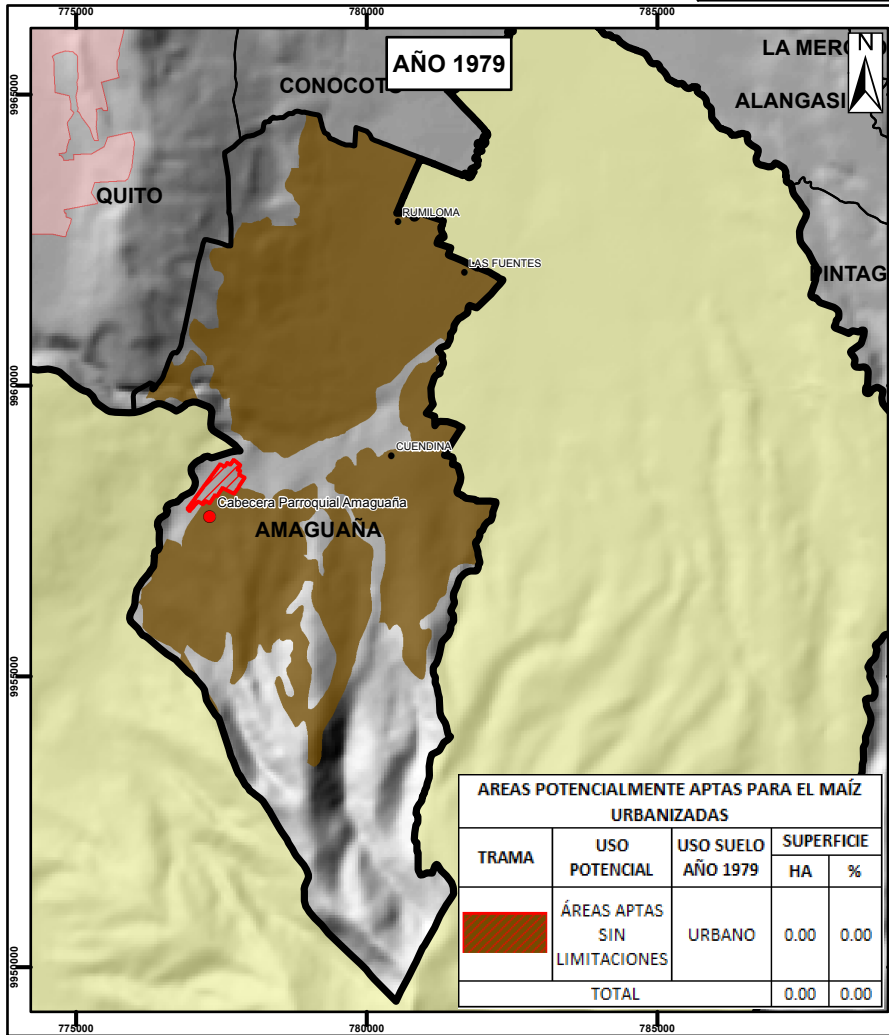 775000
780000
785000
AÑO 1979
N
LA MERC
CONOCOTO
ALANGASI
9965000
QUITO
RUMILOMA
LAS FUENTES
PINTAG
9960000
CUENDINA
Cabecera Parroquial Amaguaña
AMAGUAÑA
9955000
AREAS POTENCIALMENTE APTAS PARA EL MAÍZ
URBANIZADAS
TRAMA
USO
POTENCIAL
USO SUELO
AÑO 1979
SUPERFICIE
HA
%
ÁREAS APTAS
SIN
LIMITACIONES
URBANO
0.00
0.00
TOTAL
0.00
0.00
9950000
775000
780000
785000